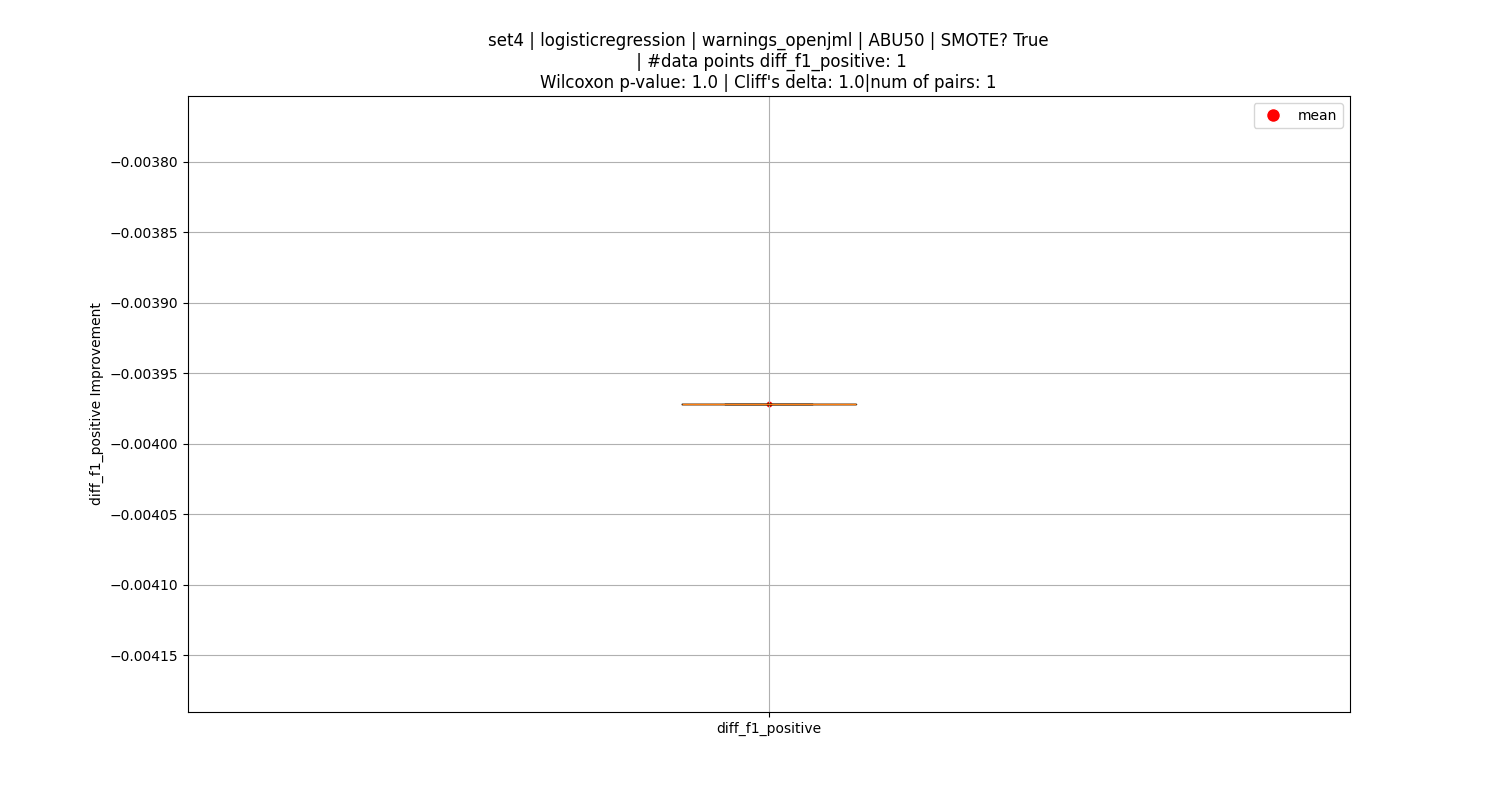 set4 | logisticregression | warnings_openjml | ABU50 | SMOTE? True
| #data points diff_f1_positive: 1
Wilcoxon p-value: 1.0 | Cliff's delta: 1.0|num of pairs: 1
mean
−0.00380
−0.00385
−0.00390
−0.00395
−0.00400
−0.00405
−0.00410
−0.00415
diff_f1_positive Improvement
diff_f1_positive